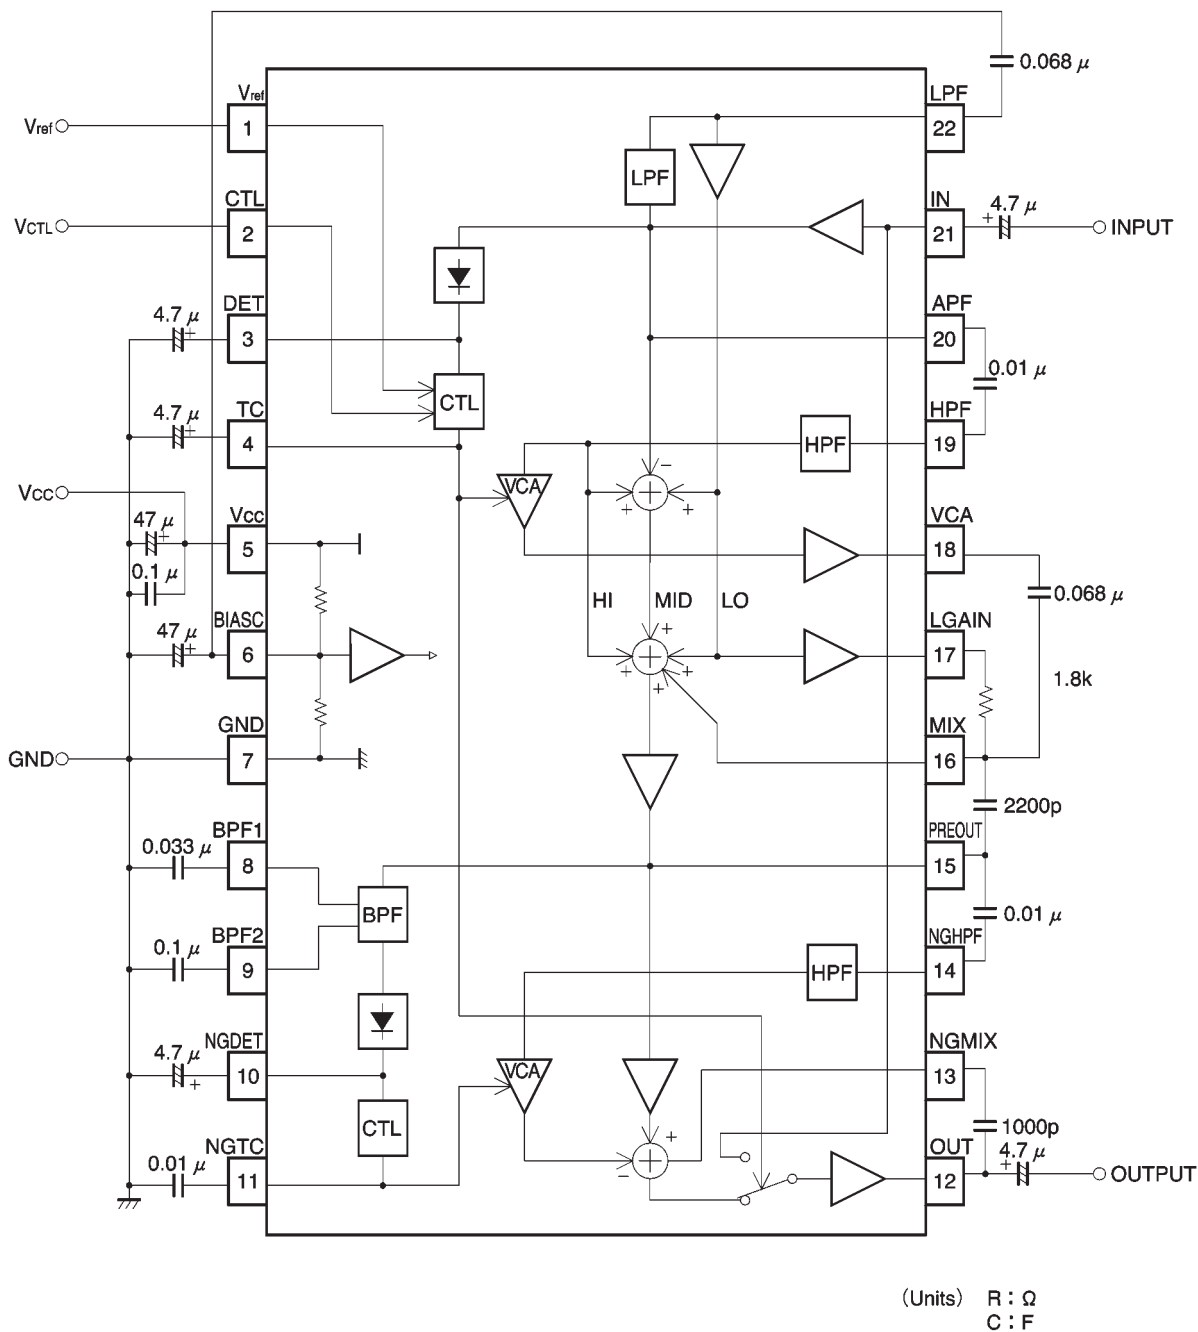 0.068 μ
Vref
1
Vref
LPF
22
LPF
CTL
2
VCTL
IN
21
4.7 μ
+
INPUT
DET
3
4.7 μ
+
APF
20
0.01 μ
CTL
TC
4
4.7 μ
+
HPF
19
HPF
VCA
−
+
+
+
VCC
Vcc
5
47 μ
+
0.1 μ
VCA
18
0.068 μ
HI
MID
LO
BIASC
6
47 μ
+
+
+
+
+
+
LGAIN
17
1.8k
GND
GND
7
MIX
16
2200p
BPF1
8
0.033 μ
BPF
PREOUT
15
0.01 μ
BPF2
9
0.1 μ
NGHPF
14
HPF
NGDET
10
4.7 μ
+
CTL
VCA
NGMIX
13
1000p
+
+
−
NGTC
11
0.01 μ
OUT
12
4.7 μ
+
OUTPUT
(Units) R : Ω
C : F